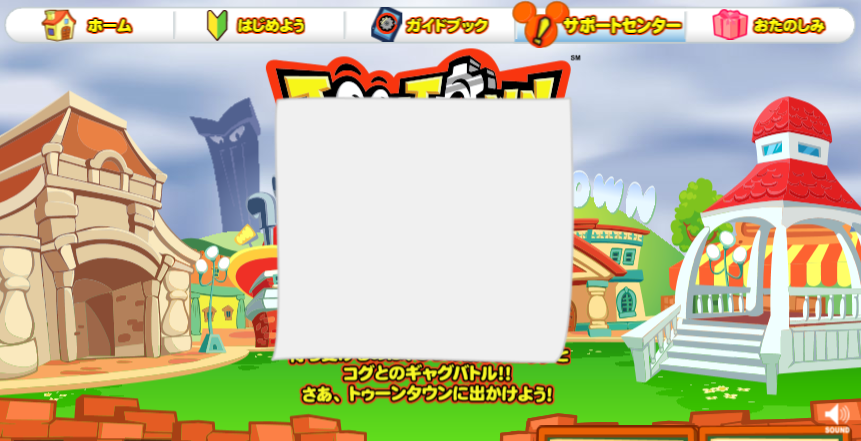 ホーム
はじめよう
ガイドブック
サポートセンター
おたのしみ
SM
OWN
コグとのギャグバトル!!
さあ、トゥーンタウンに出かけよう!
SOUND